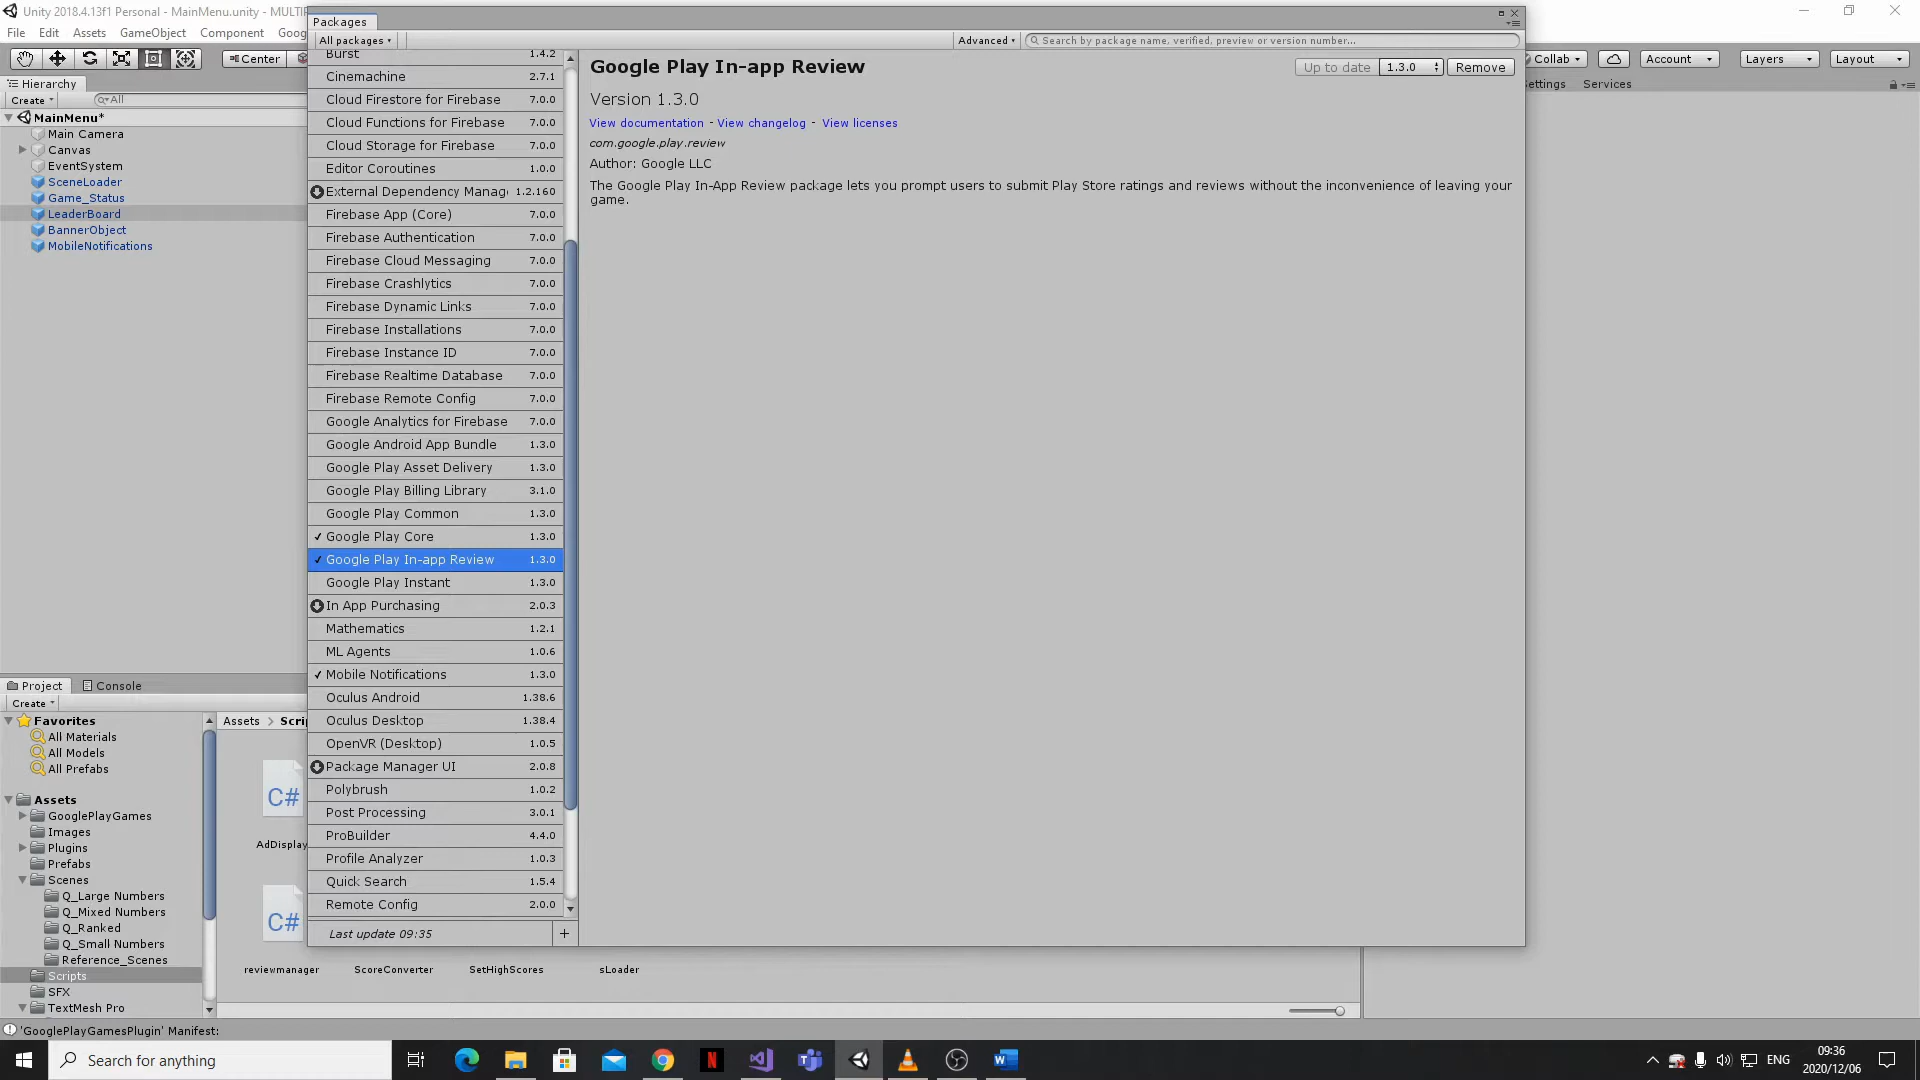 Unity 2018.4.13f1 Personal - MainMenu.unity - MULTI
File Edit Assets GameObject Component Goog
Packages
All packages
Advanced
Search by package name, verified, preview or version number...
Center
Collab
Account
Layers
Layout
Hierarchy
Create
All
ettings
Services
MainMenu*
Main Camera
Canvas
EventSystem
SceneLoader
Game_Status
LeaderBoard
BannerObject
MobileNotifications
Burst 1.4.2
Cinemachine 2.7.1
Cloud Firestore for Firebase 7.0.0
Cloud Functions for Firebase 7.0.0
Cloud Storage for Firebase 7.0.0
Editor Coroutines 1.0.0
External Dependency Manag 1.2.160
Firebase App (Core) 7.0.0
Firebase Authentication 7.0.0
Firebase Cloud Messaging 7.0.0
Firebase Crashlytics 7.0.0
Firebase Dynamic Links 7.0.0
Firebase Installations 7.0.0
Firebase Instance ID 7.0.0
Firebase Realtime Database 7.0.0
Firebase Remote Config 7.0.0
Google Analytics for Firebase 7.0.0
Google Android App Bundle 1.3.0
Google Play Asset Delivery 1.3.0
Google Play Billing Library 3.1.0
Google Play Common 1.3.0
✓ Google Play Core 1.3.0
✓ Google Play In-app Review 1.3.0
Google Play Instant 1.3.0
In App Purchasing 2.0.3
Mathematics 1.2.1
ML Agents 1.0.6
✓ Mobile Notifications 1.3.0
Oculus Android 1.38.6
Oculus Desktop 1.38.4
OpenVR (Desktop) 1.0.5
Package Manager UI 2.0.8
Polybrush 1.0.2
Post Processing 3.0.1
ProBuilder 4.4.0
Profile Analyzer 1.0.3
Quick Search 1.5.4
Remote Config 2.0.0
Last update 09:35
+
Google Play In-app Review
Up to date
1.3.0
Remove
Version 1.3.0
View documentation - View changelog - View licenses
com.google.play.review
Author: Google LLC
The Google Play In-App Review package lets you prompt users to submit Play Store ratings and reviews without the inconvenience of leaving your
game.
Project
Console
Create
Favorites
All Materials
All Models
All Prefabs
Assets
GooglePlayGames
Images
Plugins
Prefabs
Scenes
Q_Large Numbers
Q_Mixed Numbers
Q_Ranked
Q_Small Numbers
Reference_Scenes
Scripts
SFX
TextMesh Pro
Assets > Scri
C#
AdDisplay
C#
reviewmanager
ScoreConverter
SetHighScores
sLoader
'GooglePlayGamesPlugin' Manifest:
Search for anything
ENG
09:36
2020/12/06